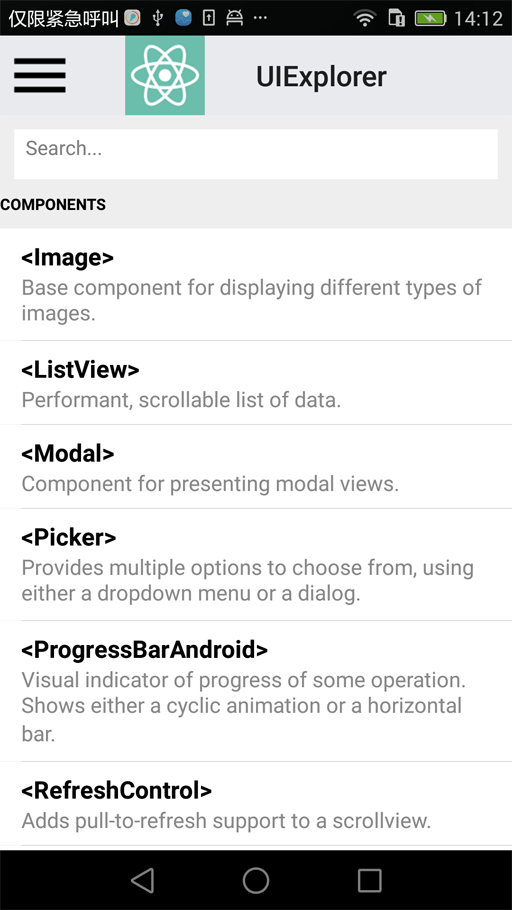 仅限紧急呼叫 14:12
UIExplorer
Search...
COMPONENTS
<Image>
Base component for displaying different types of
images.
<ListView>
Performant, scrollable list of data.
<Modal>
Component for presenting modal views.
<Picker>
Provides multiple options to choose from, using
either a dropdown menu or a dialog.
<ProgressBarAndroid>
Visual indicator of progress of some operation.
Shows either a cyclic animation or a horizontal
bar.
<RefreshControl>
Adds pull-to-refresh support to a scrollview.